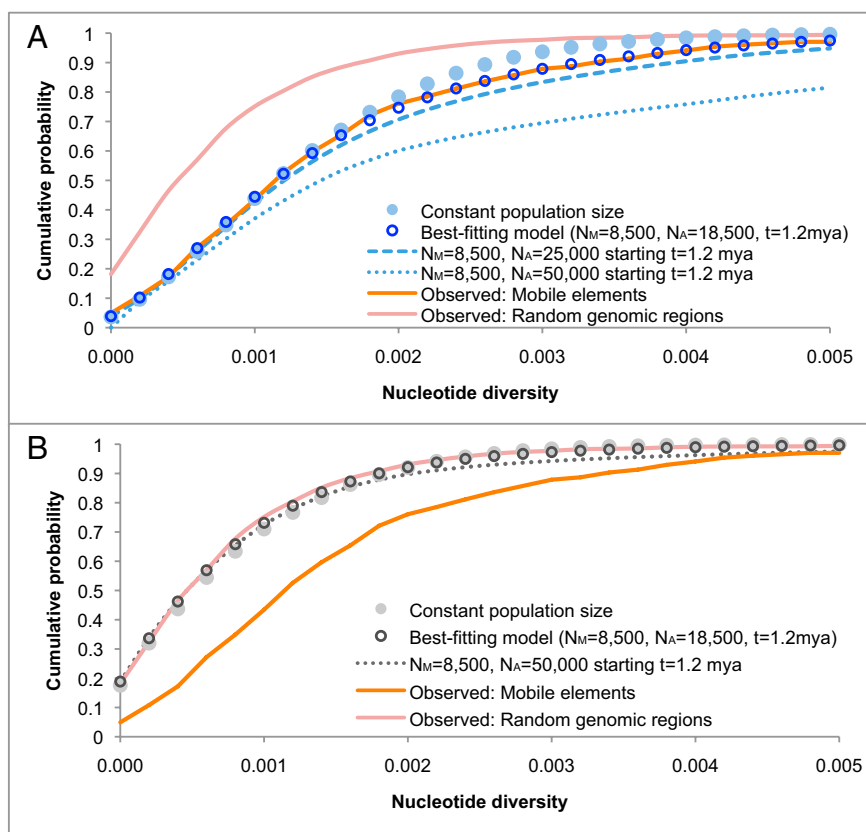 A
Cumulative probability
1
0.9
0.8
0.7
0.6
0.5
0.4
0.3
0.2
0.1
0
Constant population size
Best-fitting model (NM=8,500, NA=18,500, t=1.2mya)
NM=8,500, NA=25,000 starting t=1.2 mya
NM=8,500, NA=50,000 starting t=1.2 mya
Observed: Mobile elements
Observed: Random genomic regions
0.000 0.001 0.002 0.003 0.004 0.005
Nucleotide diversity
B
Cumulative probability
1
0.9
0.8
0.7
0.6
0.5
0.4
0.3
0.2
0.1
0
Constant population size
Best-fitting model (NM=8,500, NA=18,500, t=1.2mya)
NM=8,500, NA=50,000 starting t=1.2 mya
Observed: Mobile elements
Observed: Random genomic regions
0.000 0.001 0.002 0.003 0.004 0.005
Nucleotide diversity